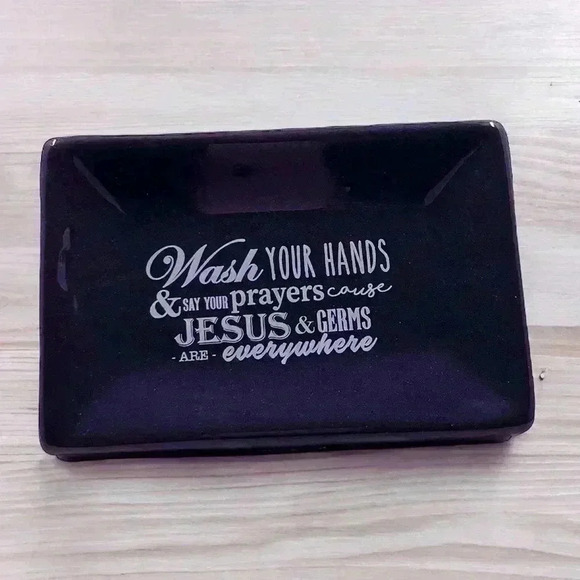 Wash YOUR HANDS
& SAY YOUR prayers cause
JESUS & GERMS
- ARE - everywhere